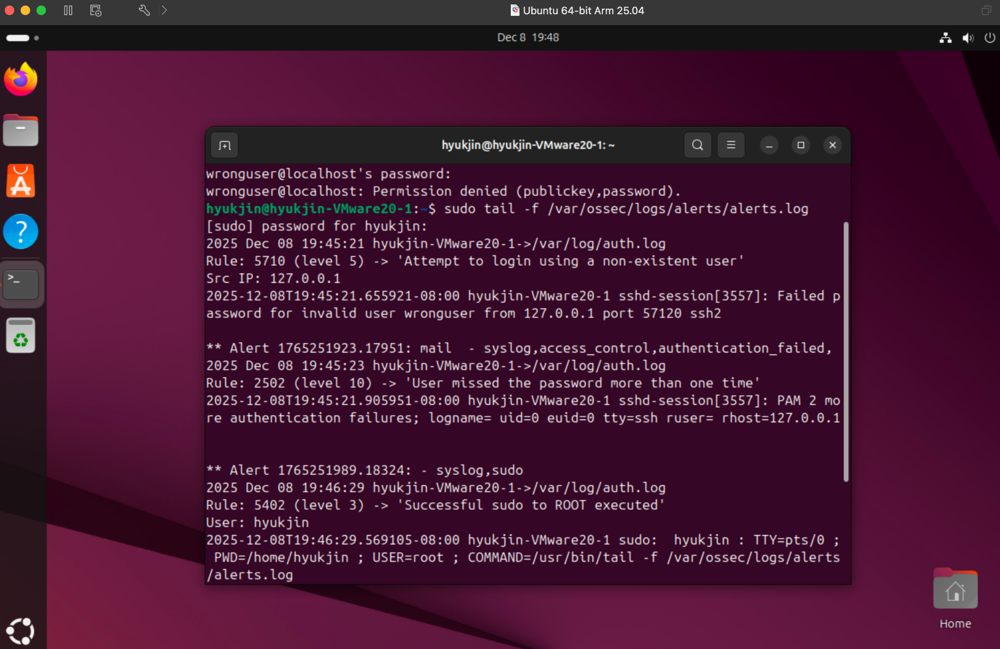 Ubuntu 64-bit Arm 25.04
Dec 8 19:48
hyukjin@hyukjin-VMware20-1: ~
wronguser@localhost's password:
wronguser@localhost: Permission denied (publickey,password).
hyukjin@hyukjin-VMware20-1:~$ sudo tail -f /var/ossec/logs/alerts/alerts.log
[sudo] password for hyukjin:
2025 Dec 08 19:45:21 hyukjin-VMware20-1->/var/log/auth.log
Rule: 5710 (level 5) -> 'Attempt to login using a non-existent user'
Src IP: 127.0.0.1
2025-12-08T19:45:21.655921-08:00 hyukjin-VMware20-1 sshd-session[3557]: Failed p
assword for invalid user wronguser from 127.0.0.1 port 57120 ssh2
** Alert 1765251923.17951: mail  - syslog,access_control,authentication_failed,
2025 Dec 08 19:45:23 hyukjin-VMware20-1->/var/log/auth.log
Rule: 2502 (level 10) -> 'User missed the password more than one time'
2025-12-08T19:45:21.905951-08:00 hyukjin-VMware20-1 sshd-session[3557]: PAM 2 mo
re authentication failures; logname= uid=0 euid=0 tty=ssh ruser= rhost=127.0.0.1
** Alert 1765251989.18324: - syslog,sudo
2025 Dec 08 19:46:29 hyukjin-VMware20-1->/var/log/auth.log
Rule: 5402 (level 3) -> 'Successful sudo to ROOT executed'
User: hyukjin
2025-12-08T19:46:29.569105-08:00 hyukjin-VMware20-1 sudo:  hyukjin : TTY=pts/0 ;
 PWD=/home/hyukjin ; USER=root ; COMMAND=/usr/bin/tail -f /var/ossec/logs/alerts
/alerts.log
Home